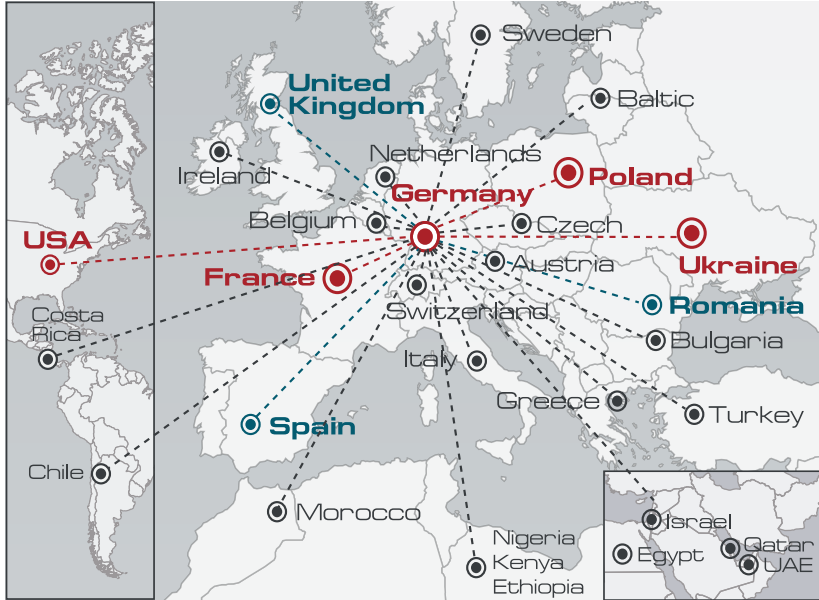 Sweden
United
Kingdom
Baltic
Ireland
Netherlands
Germany
Poland
Belgium
Czech
USA
Ukraine
France
Austria
Switzerland
Romania
Costa
Rica
Bulgaria
Italy
Greece
Turkey
Spain
Chile
Morocco
Nigeria
Kenya
Ethiopia
Israel
Egypt
Qatar
UAE